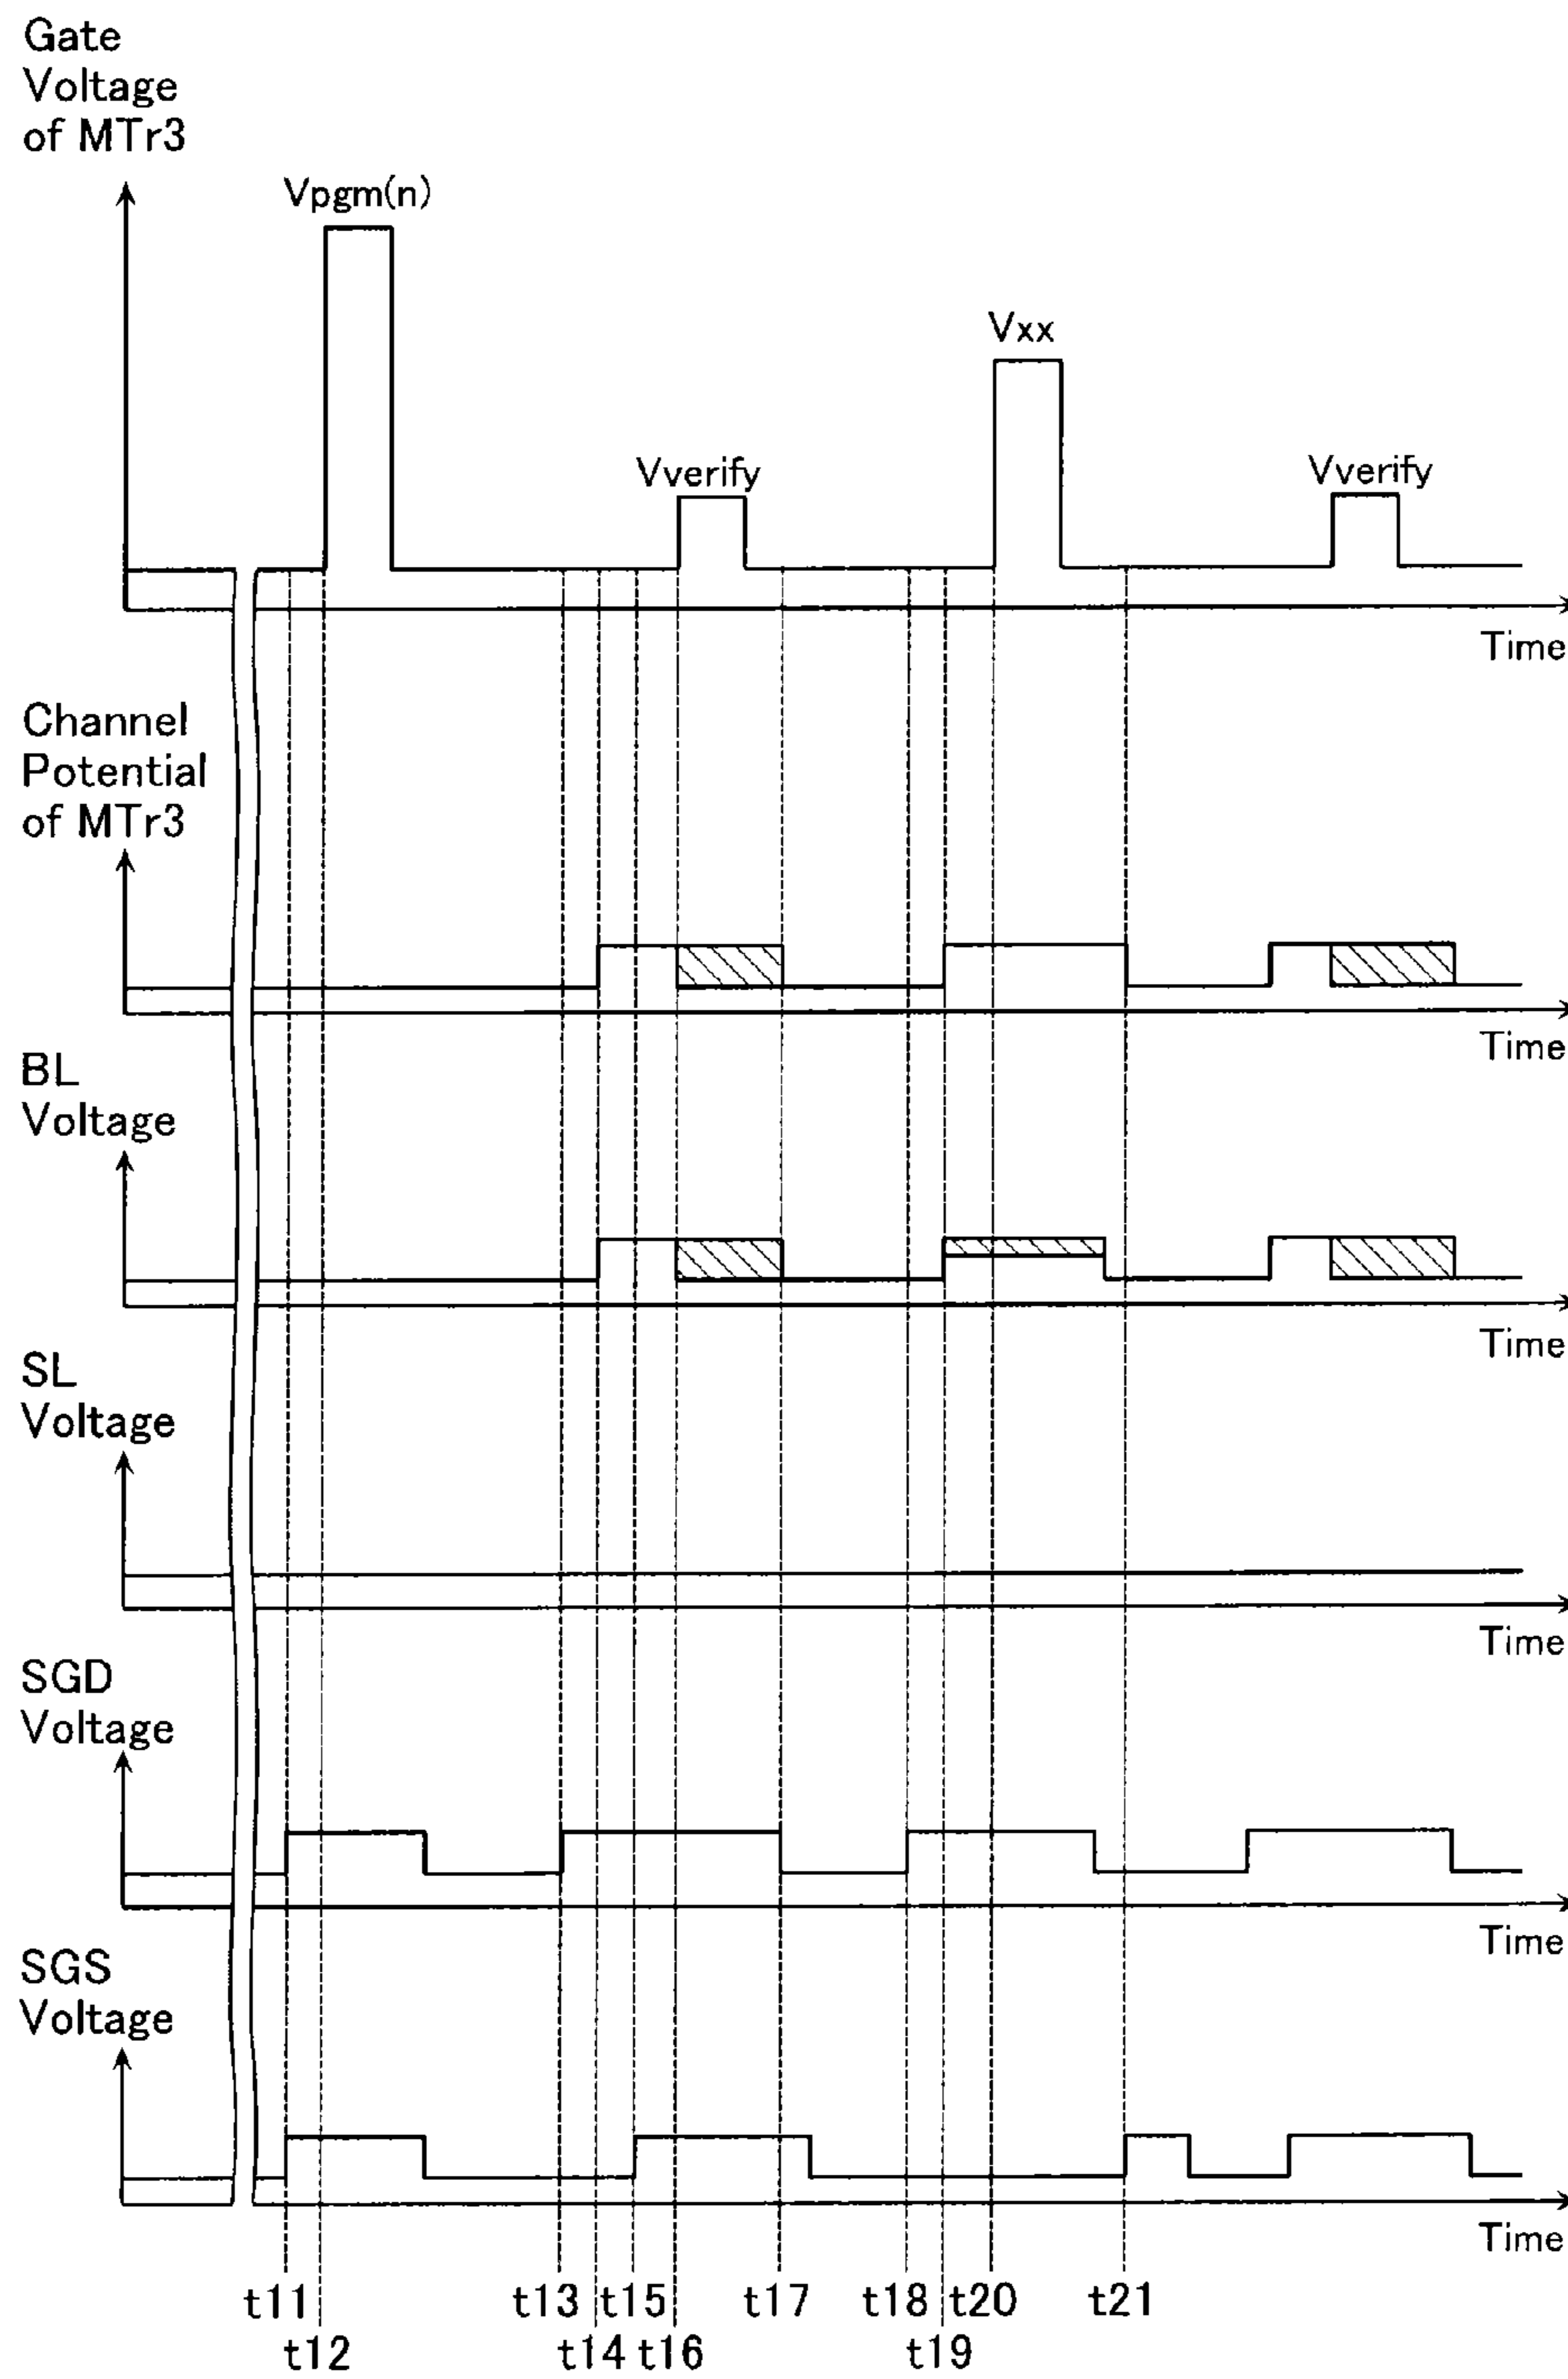 Gate
Voltage
of MTr3
Vpgm(n)
Vxx
Vverify
Vverify
Time
Channel
Potential
of MTr3
Time
BL
Voltage
Time
SL
Voltage
Time
SGD
Voltage
Time
SGS
Voltage
Time
t11 t13 t15 t17 t18 t20 t21
t12 t14 t16 t19